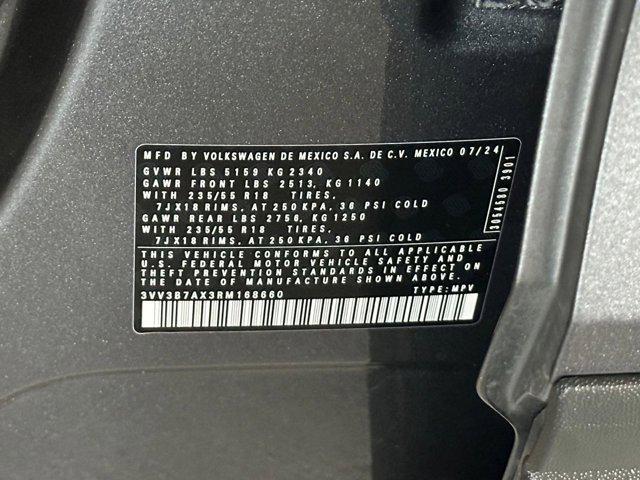 MFD BY VOLKSWAGEN DE MEXICO S.A. DE C.V. MEXICO 07/24
GVWR LBS 5159 KG 2340
GAWR FRONT LBS 2513, KG 1140
WITH 235/55 R18 TIRES,
7JX18 RIMS, AT 250 KPA, 36 PSI COLD
GAWR REAR LBS 2756, KG 1250
WITH 235/55 R18 TIRES,
7JX18 RIMS, AT 250 KPA, 36 PSI COLD
THIS VEHICLE CONFORMS TO ALL APPLICABLE
U.S. FEDERAL MOTOR VEHICLE SAFETY AND
THEFT PREVENTION STANDARDS IN EFFECT ON
THE DATE OF MANUFACTURE SHOWN ABOVE
3VV3B7AX3RM168660 TYPE: MPV
3054580 3901